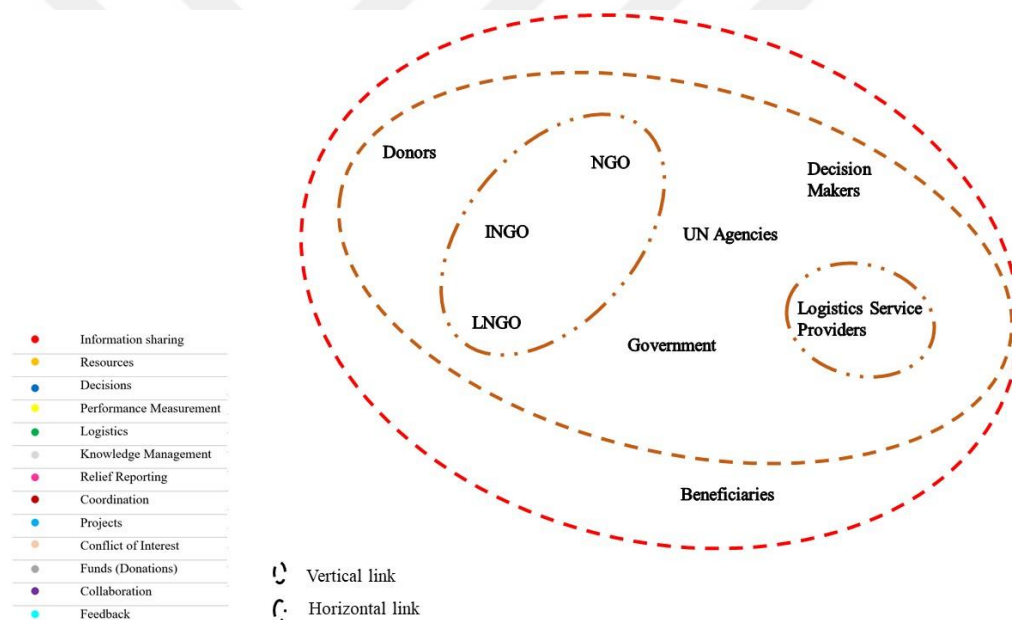 Donors
NGO
Decision
Makers
INGO
UN Agencies
LNGO
Logistics Service
Providers
Government
Beneficiaries
Information sharing
Resources
Decisions
Performance Measurement
Logistics
Knowledge Management
Relief Reporting
Coordination
Projects
Conflict of Interest
Funds (Donations)
Collaboration
Feedback
Vertical link
Horizontal link